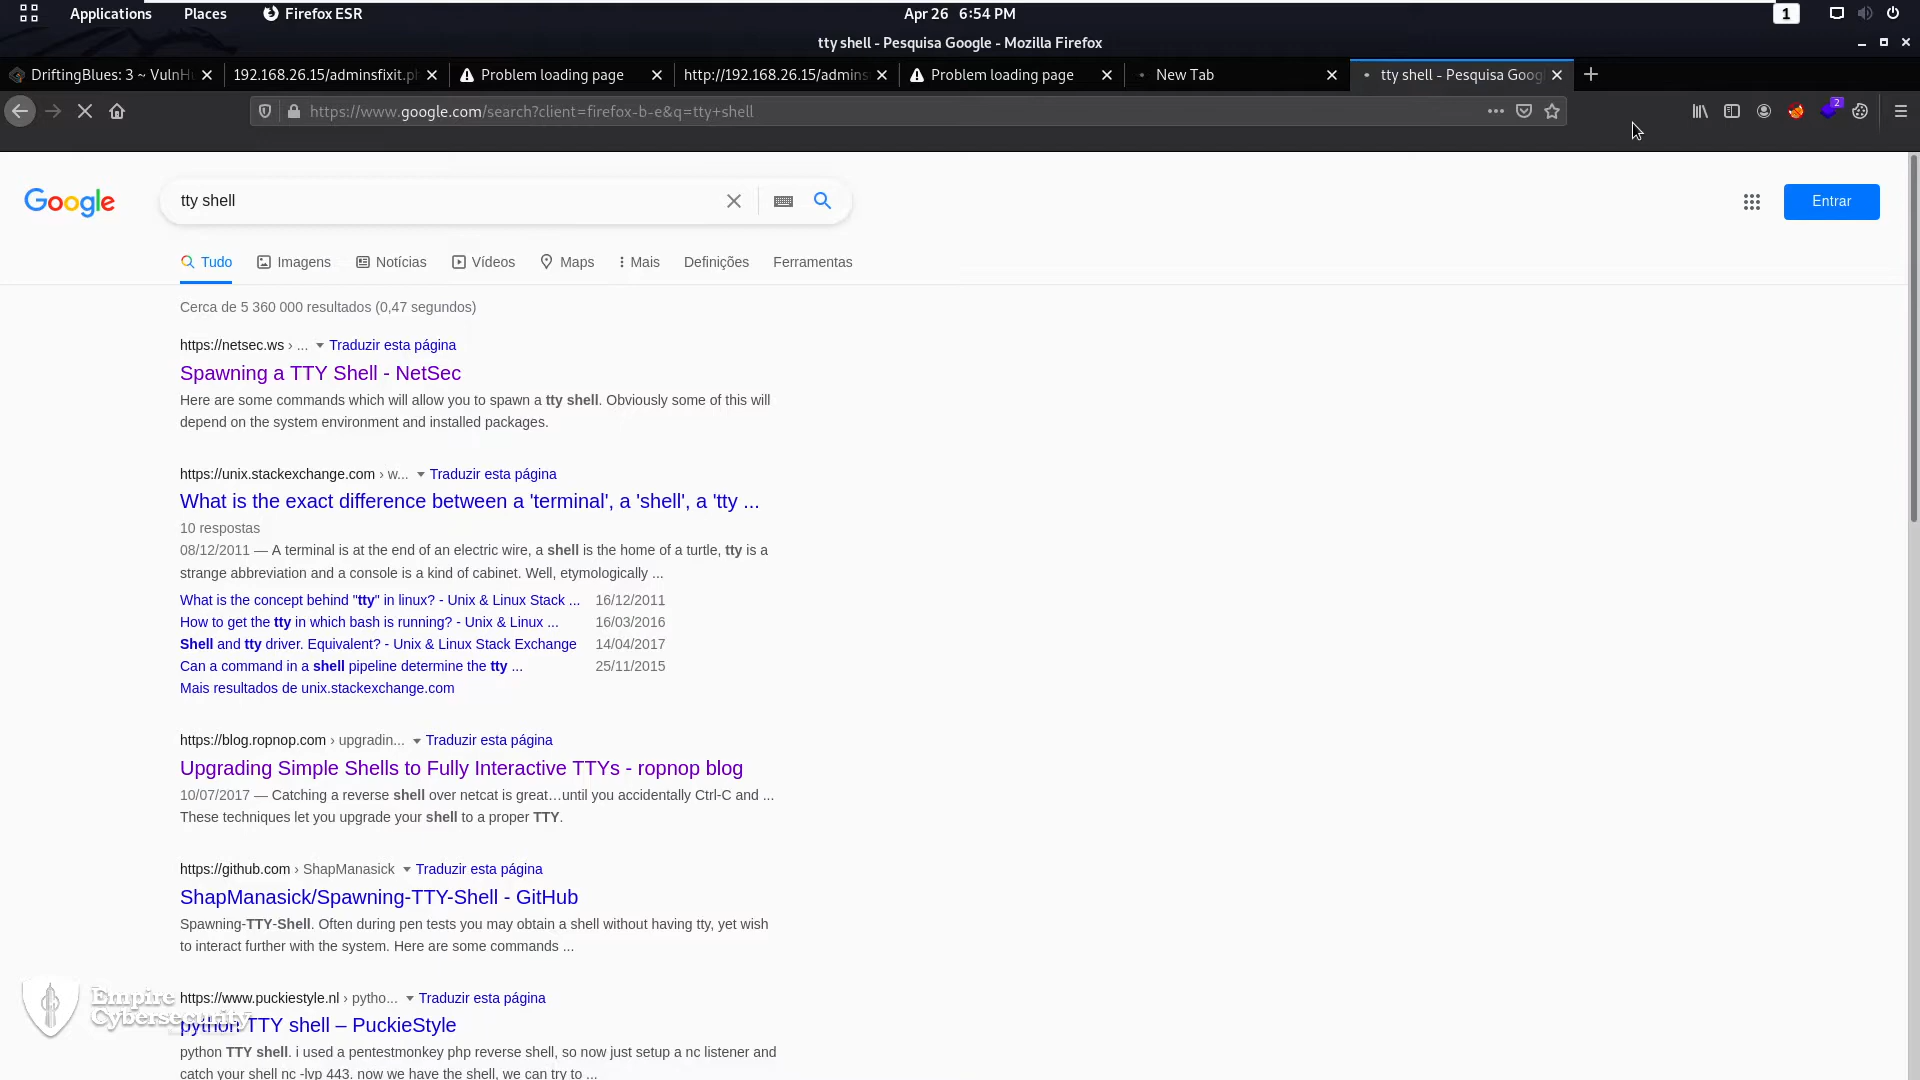 Applications Places Firefox ESR Apr 26 6:54 PM 1
tty shell - Pesquisa Google - Mozilla Firefox
DriftingBlues: 3 ~ VulnH 192.168.26.15/adminsfixit.p Problem loading page http://192.168.26.15/admins Problem loading page New Tab tty shell - Pesquisa Goog
https://www.google.com/search?client=firefox-b-e&q=tty+shell 2
Google tty shell Entrar
Tudo Imagens Notícias Vídeos Maps Mais Definições Ferramentas
Cerca de 5 360 000 resultados (0,47 segundos)
https://netsec.ws › ... Traduzir esta página
Spawning a TTY Shell - NetSec
Here are some commands which will allow you to spawn a tty shell. Obviously some of this will
depend on the system environment and installed packages.
https://unix.stackexchange.com › w... Traduzir esta página
What is the exact difference between a 'terminal', a 'shell', a 'tty ...
10 respostas
08/12/2011 — A terminal is at the end of an electric wire, a shell is the home of a turtle, tty is a
strange abbreviation and a console is a kind of cabinet. Well, etymologically ...
What is the concept behind "tty" in linux? - Unix & Linux Stack ... 16/12/2011
How to get the tty in which bash is running? - Unix & Linux ... 16/03/2016
Shell and tty driver. Equivalent? - Unix & Linux Stack Exchange 14/04/2017
Can a command in a shell pipeline determine the tty ... 25/11/2015
Mais resultados de unix.stackexchange.com
https://blog.ropnop.com › upgradin... Traduzir esta página
Upgrading Simple Shells to Fully Interactive TTYs - ropnop blog
10/07/2017 — Catching a reverse shell over netcat is great…until you accidentally Ctrl-C and ...
These techniques let you upgrade your shell to a proper TTY.
https://github.com › ShapManasick Traduzir esta página
ShapManasick/Spawning-TTY-Shell - GitHub
Spawning-TTY-Shell. Often during pen tests you may obtain a shell without having tty, yet wish
to interact further with the system. Here are some commands ...
https://www.puckiestyle.nl › pytho... Traduzir esta página
Empire
Cybersecurity
python TTY shell – PuckieStyle
python TTY shell. i used a pentestmonkey php reverse shell, so now just setup a nc listener and
catch your shell nc -lvp 443. now we have the shell, we can try to ...